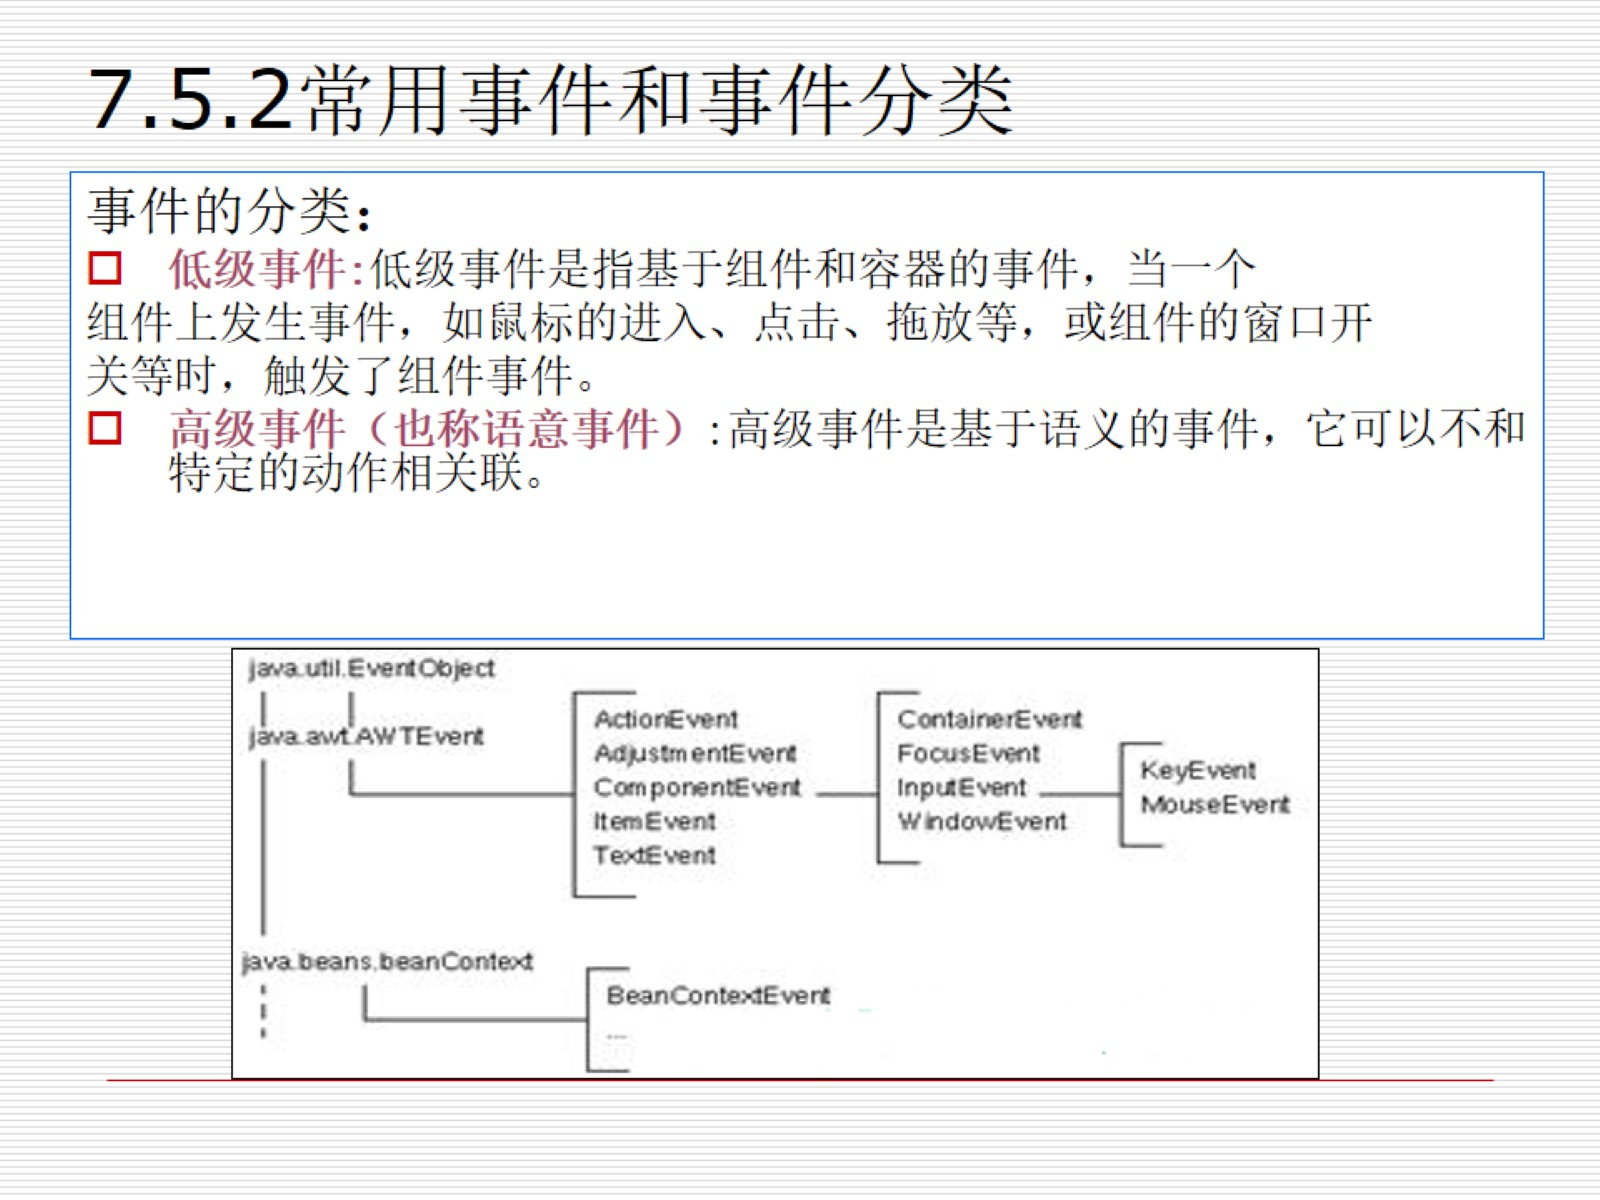 7.5.2常用事件和事件分类
事件的分类：
低级事件:低级事件是指基于组件和容器的事件，当一个
组件上发生事件，如鼠标的进入、点击、拖放等，或组件的窗口开
关等时，触发了组件事件。
高级事件（也称语意事件）:高级事件是基于语义的事件，它可以不和
特定的动作相关联。
java.util.EventObject
java.awt.AWTEvent
ActionEvent
AdjustmentEvent
ComponentEvent
ItemEvent
TextEvent
ContainerEvent
FocusEvent
InputEvent
WindowEvent
KeyEvent
MouseEvent
java.beans.beanContext
BeanContextEvent
...